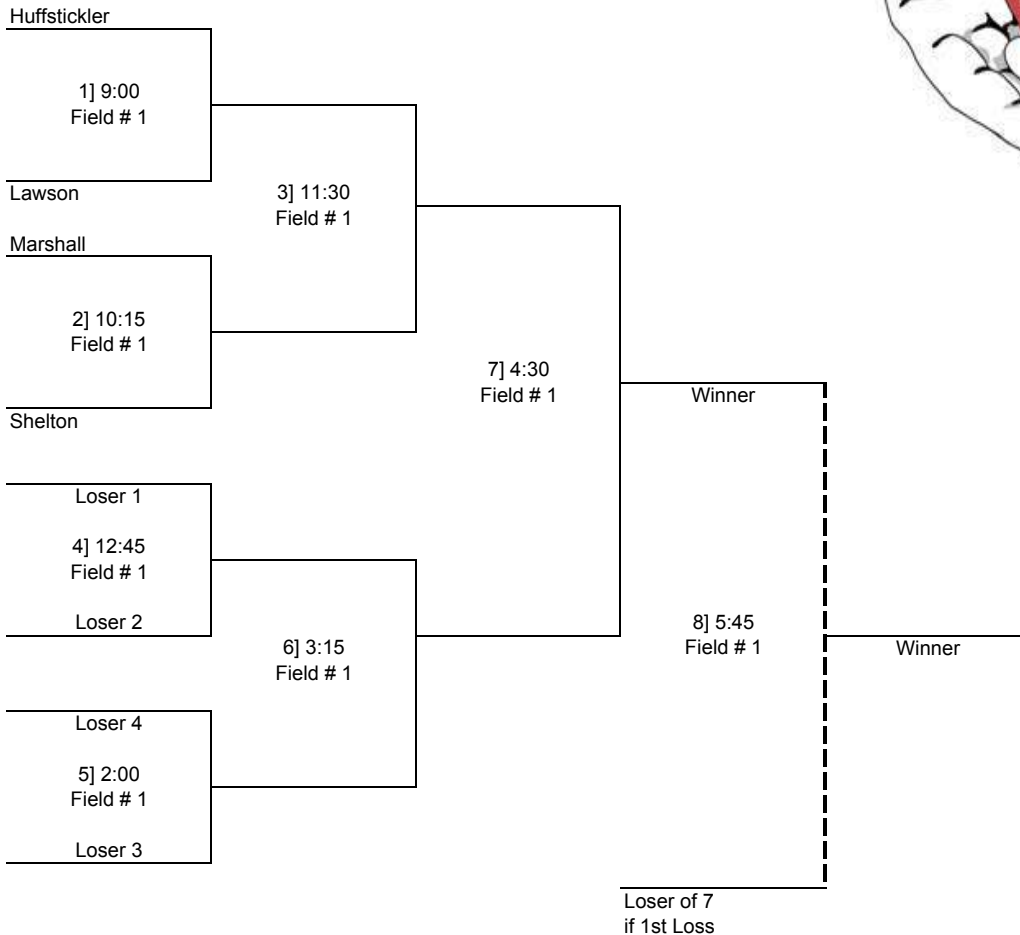 Huffstickler
1] 9:00
Field # 1
Lawson
3] 11:30
Field # 1
Marshall
2] 10:15
Field # 1
Shelton
7] 4:30
Field # 1
Winner
Loser 1
4] 12:45
Field # 1
Loser 2
6] 3:15
Field # 1
8] 5:45
Field # 1
Winner
Loser 4
5] 2:00
Field # 1
Loser 3
Loser of 7
if 1st Loss